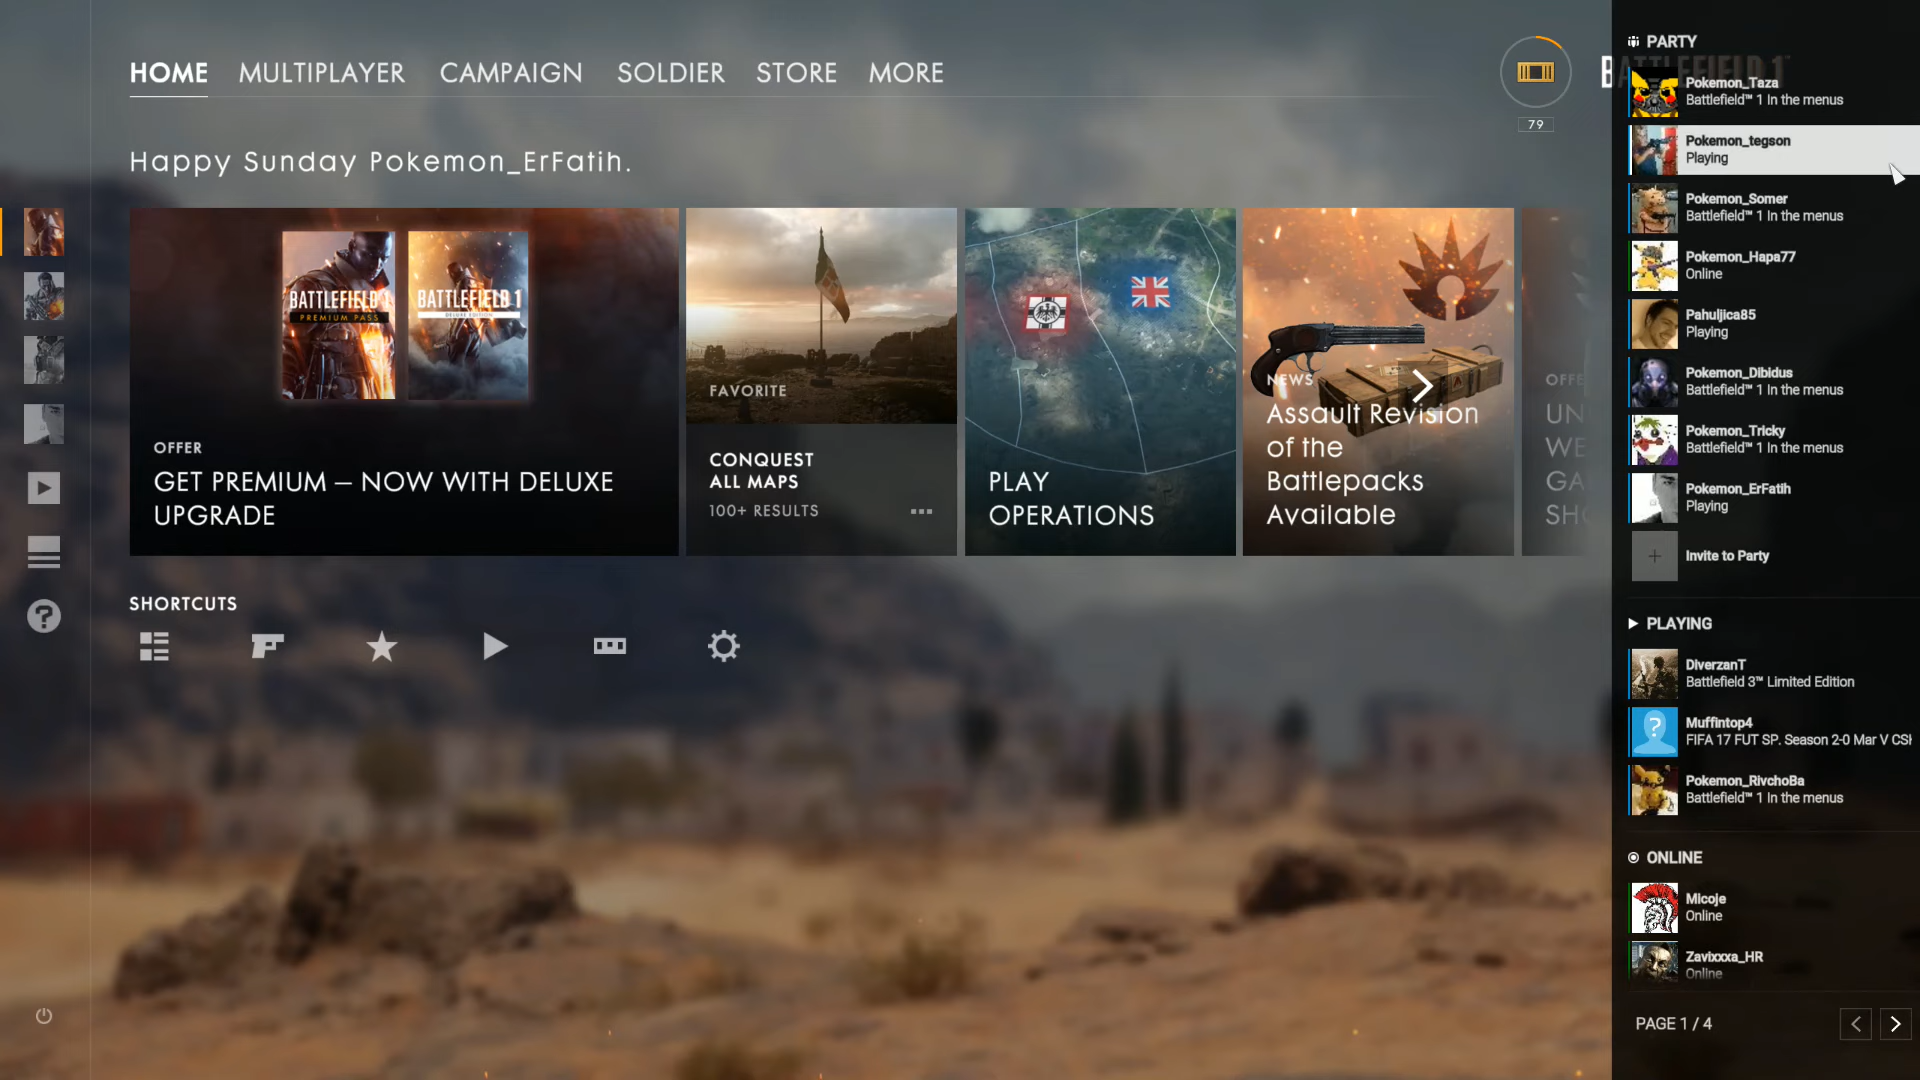 HOME MULTIPLAYER CAMPAIGN SOLDIER STORE MORE
79
BATTLEFIELD 1
Happy Sunday Pokemon_ErFatih.
BATTLEFIELD 1
PREMIUM PASS
BATTLEFIELD 1
DELUXE EDITION
OFFER
GET PREMIUM – NOW WITH DELUXE
UPGRADE
FAVORITE
CONQUEST
ALL MAPS
100+ RESULTS
PLAY
OPERATIONS
NEWS
Assault Revision
of the
Battlepacks
Available
SHORTCUTS
PARTY
Pokemon_Taza
Battlefield™ 1 In the menus
Pokemon_tegson
Playing
Pokemon_Somer
Battlefield™ 1 In the menus
Pokemon_Hapa77
Online
Pahuljica85
Playing
Pokemon_Dibidus
Battlefield™ 1 In the menus
Pokemon_Tricky
Battlefield™ 1 In the menus
Pokemon_ErFatih
Playing
Invite to Party
PLAYING
DiverzanT
Battlefield 3™ Limited Edition
Muffintop4
FIFA 17 FUT SP. Season 2-0 Mar V
Pokemon_RivchoBa
Battlefield™ 1 In the menus
ONLINE
Micoje
Online
Zavixxxa_HR
Online
PAGE 1 / 4